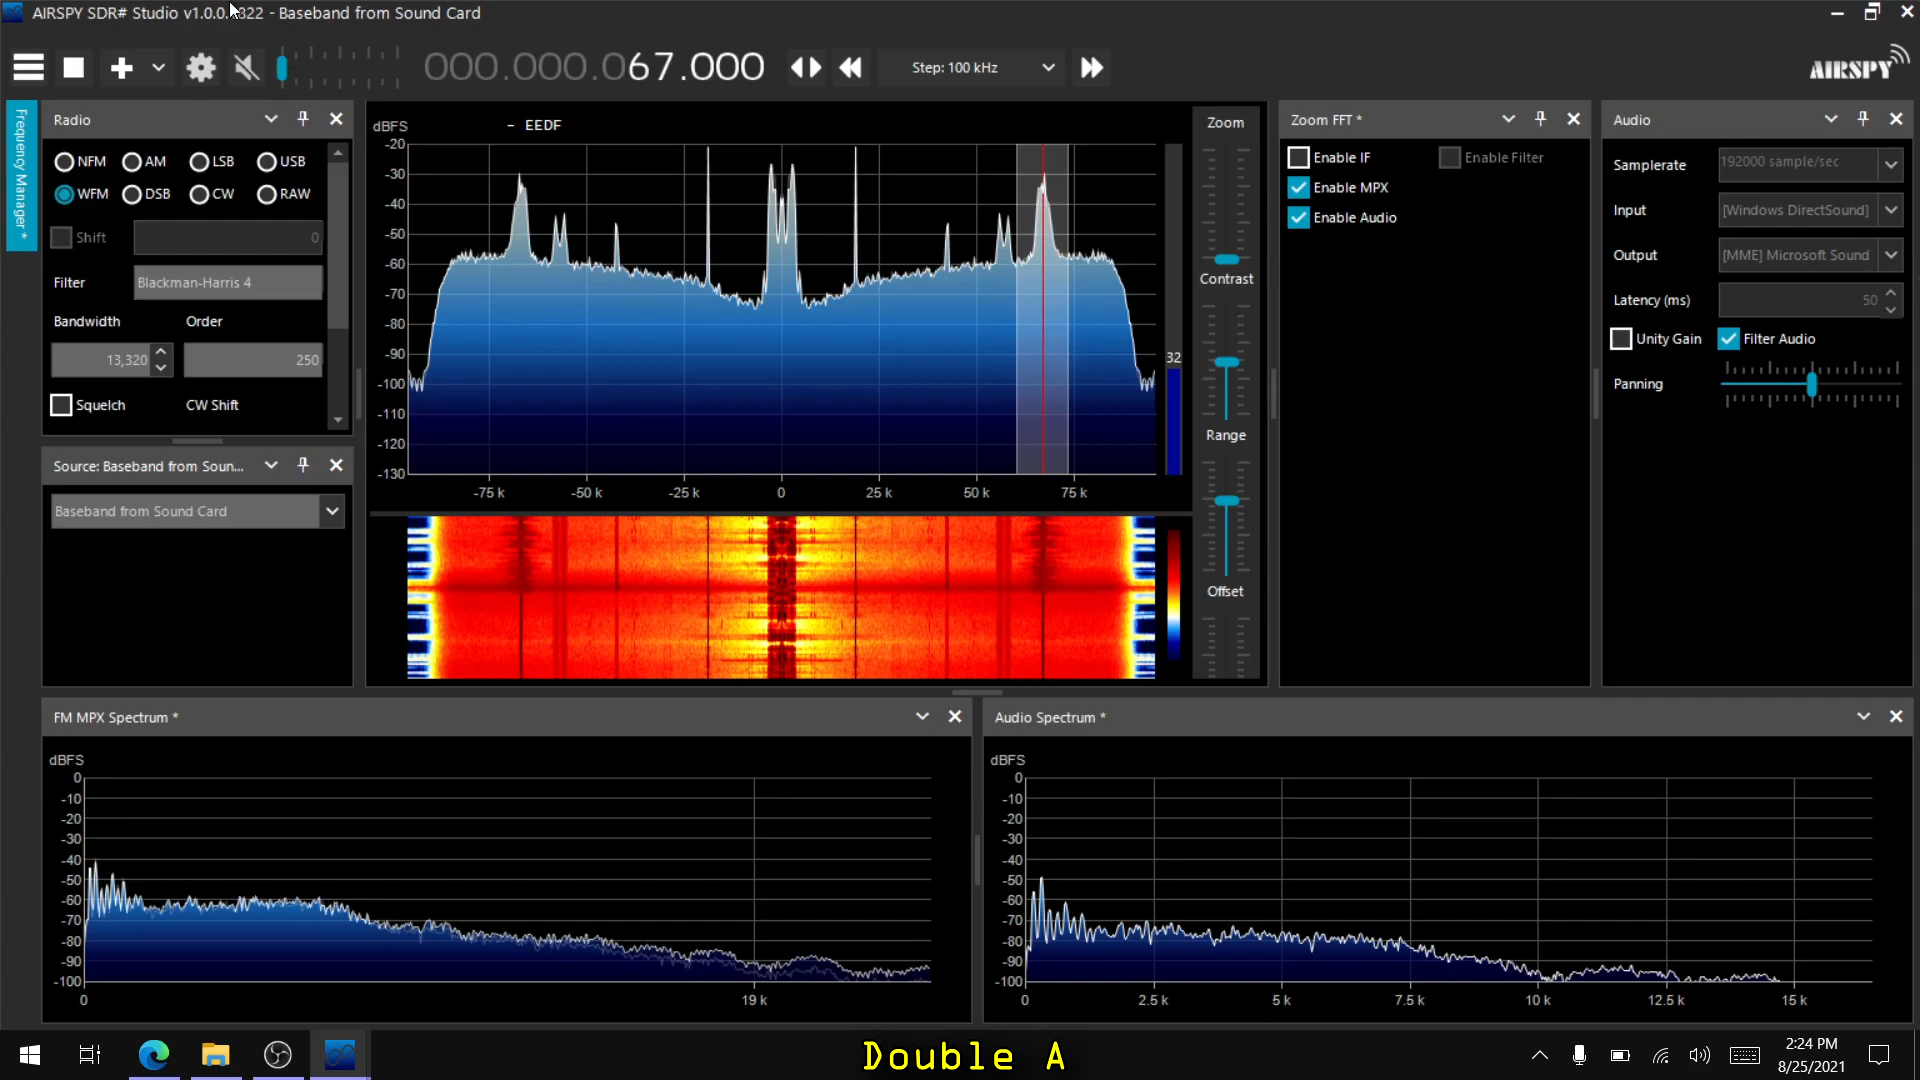 AIRSPY SDR# Studio v1.0.0.1822 - Baseband from Sound Card
000.000.067.000
Step: 100 kHz
AIRSPY
Frequency Manager *
Radio
NFM AM LSB USB
WFM DSB CW RAW
Shift 0
Filter Blackman-Harris 4
Bandwidth Order
13,320 250
Squelch CW Shift
Source: Baseband from Soun...
Baseband from Sound Card
dBFS - EEDF
-20
-30
-40
-50
-60
-70
-80
-90
-100
-110
-120
-130
-75 k -50 k -25 k 0 25 k 50 k 75 k
32
Zoom
Contrast
Range
Offset
Zoom FFT *
Enable IF Enable Filter
Enable MPX
Enable Audio
Audio
Samplerate 192000 sample/sec
Input [Windows DirectSound]
Output [MME] Microsoft Sound
Latency (ms) 50
Unity Gain Filter Audio
Panning
FM MPX Spectrum *
dBFS
0
-10
-20
-30
-40
-50
-60
-70
-80
-90
-100
0 19 k
Audio Spectrum *
dBFS
0
-10
-20
-30
-40
-50
-60
-70
-80
-90
-100
0 2.5 k 5 k 7.5 k 10 k 12.5 k 15 k
Double A
2:24 PM
8/25/2021